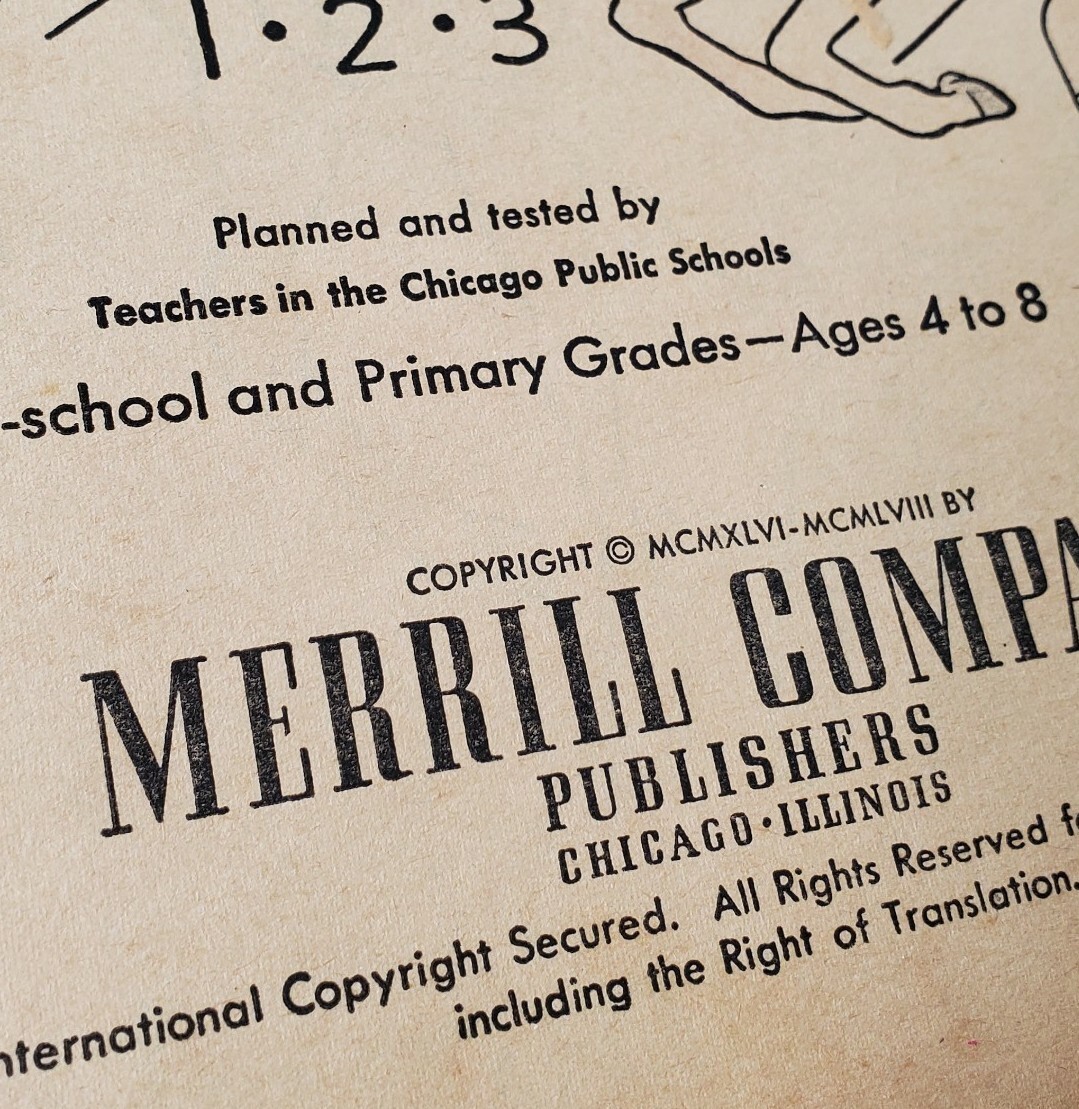 1 • 2 • 3
Planned and tested by
Teachers in the Chicago Public Schools
-school and Primary Grades—Ages 4 to 8
COPYRIGHT © MCMXLVI-MCMLVIII BY
MERRILL COMPA
PUBLISHERS
CHICAGO • ILLINOIS
nternational Copyright Secured. All Rights Reserved f
including the Right of Translation.